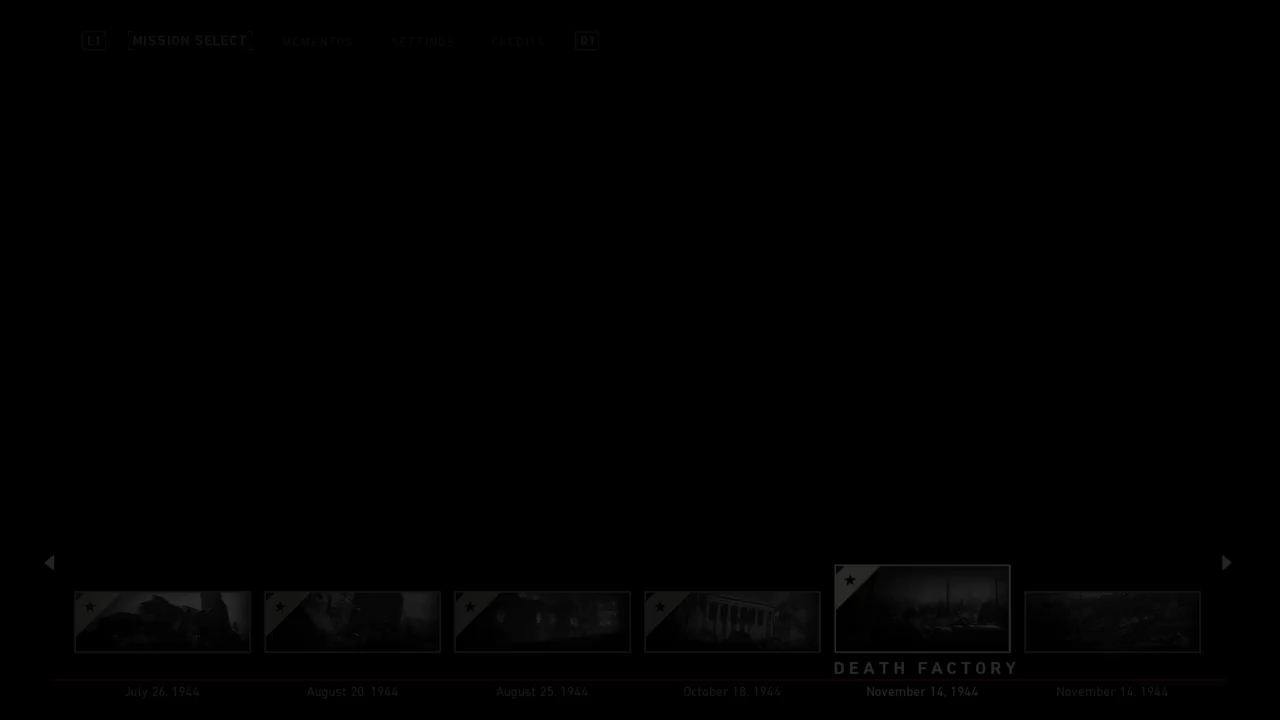 L1 MISSION SELECT MEMENTOS SETTINGS CREDITS R1
DEATH FACTORY
July 26, 1944 August 20, 1944 August 25, 1944 October 18, 1944 November 14, 1944 November 14, 1944